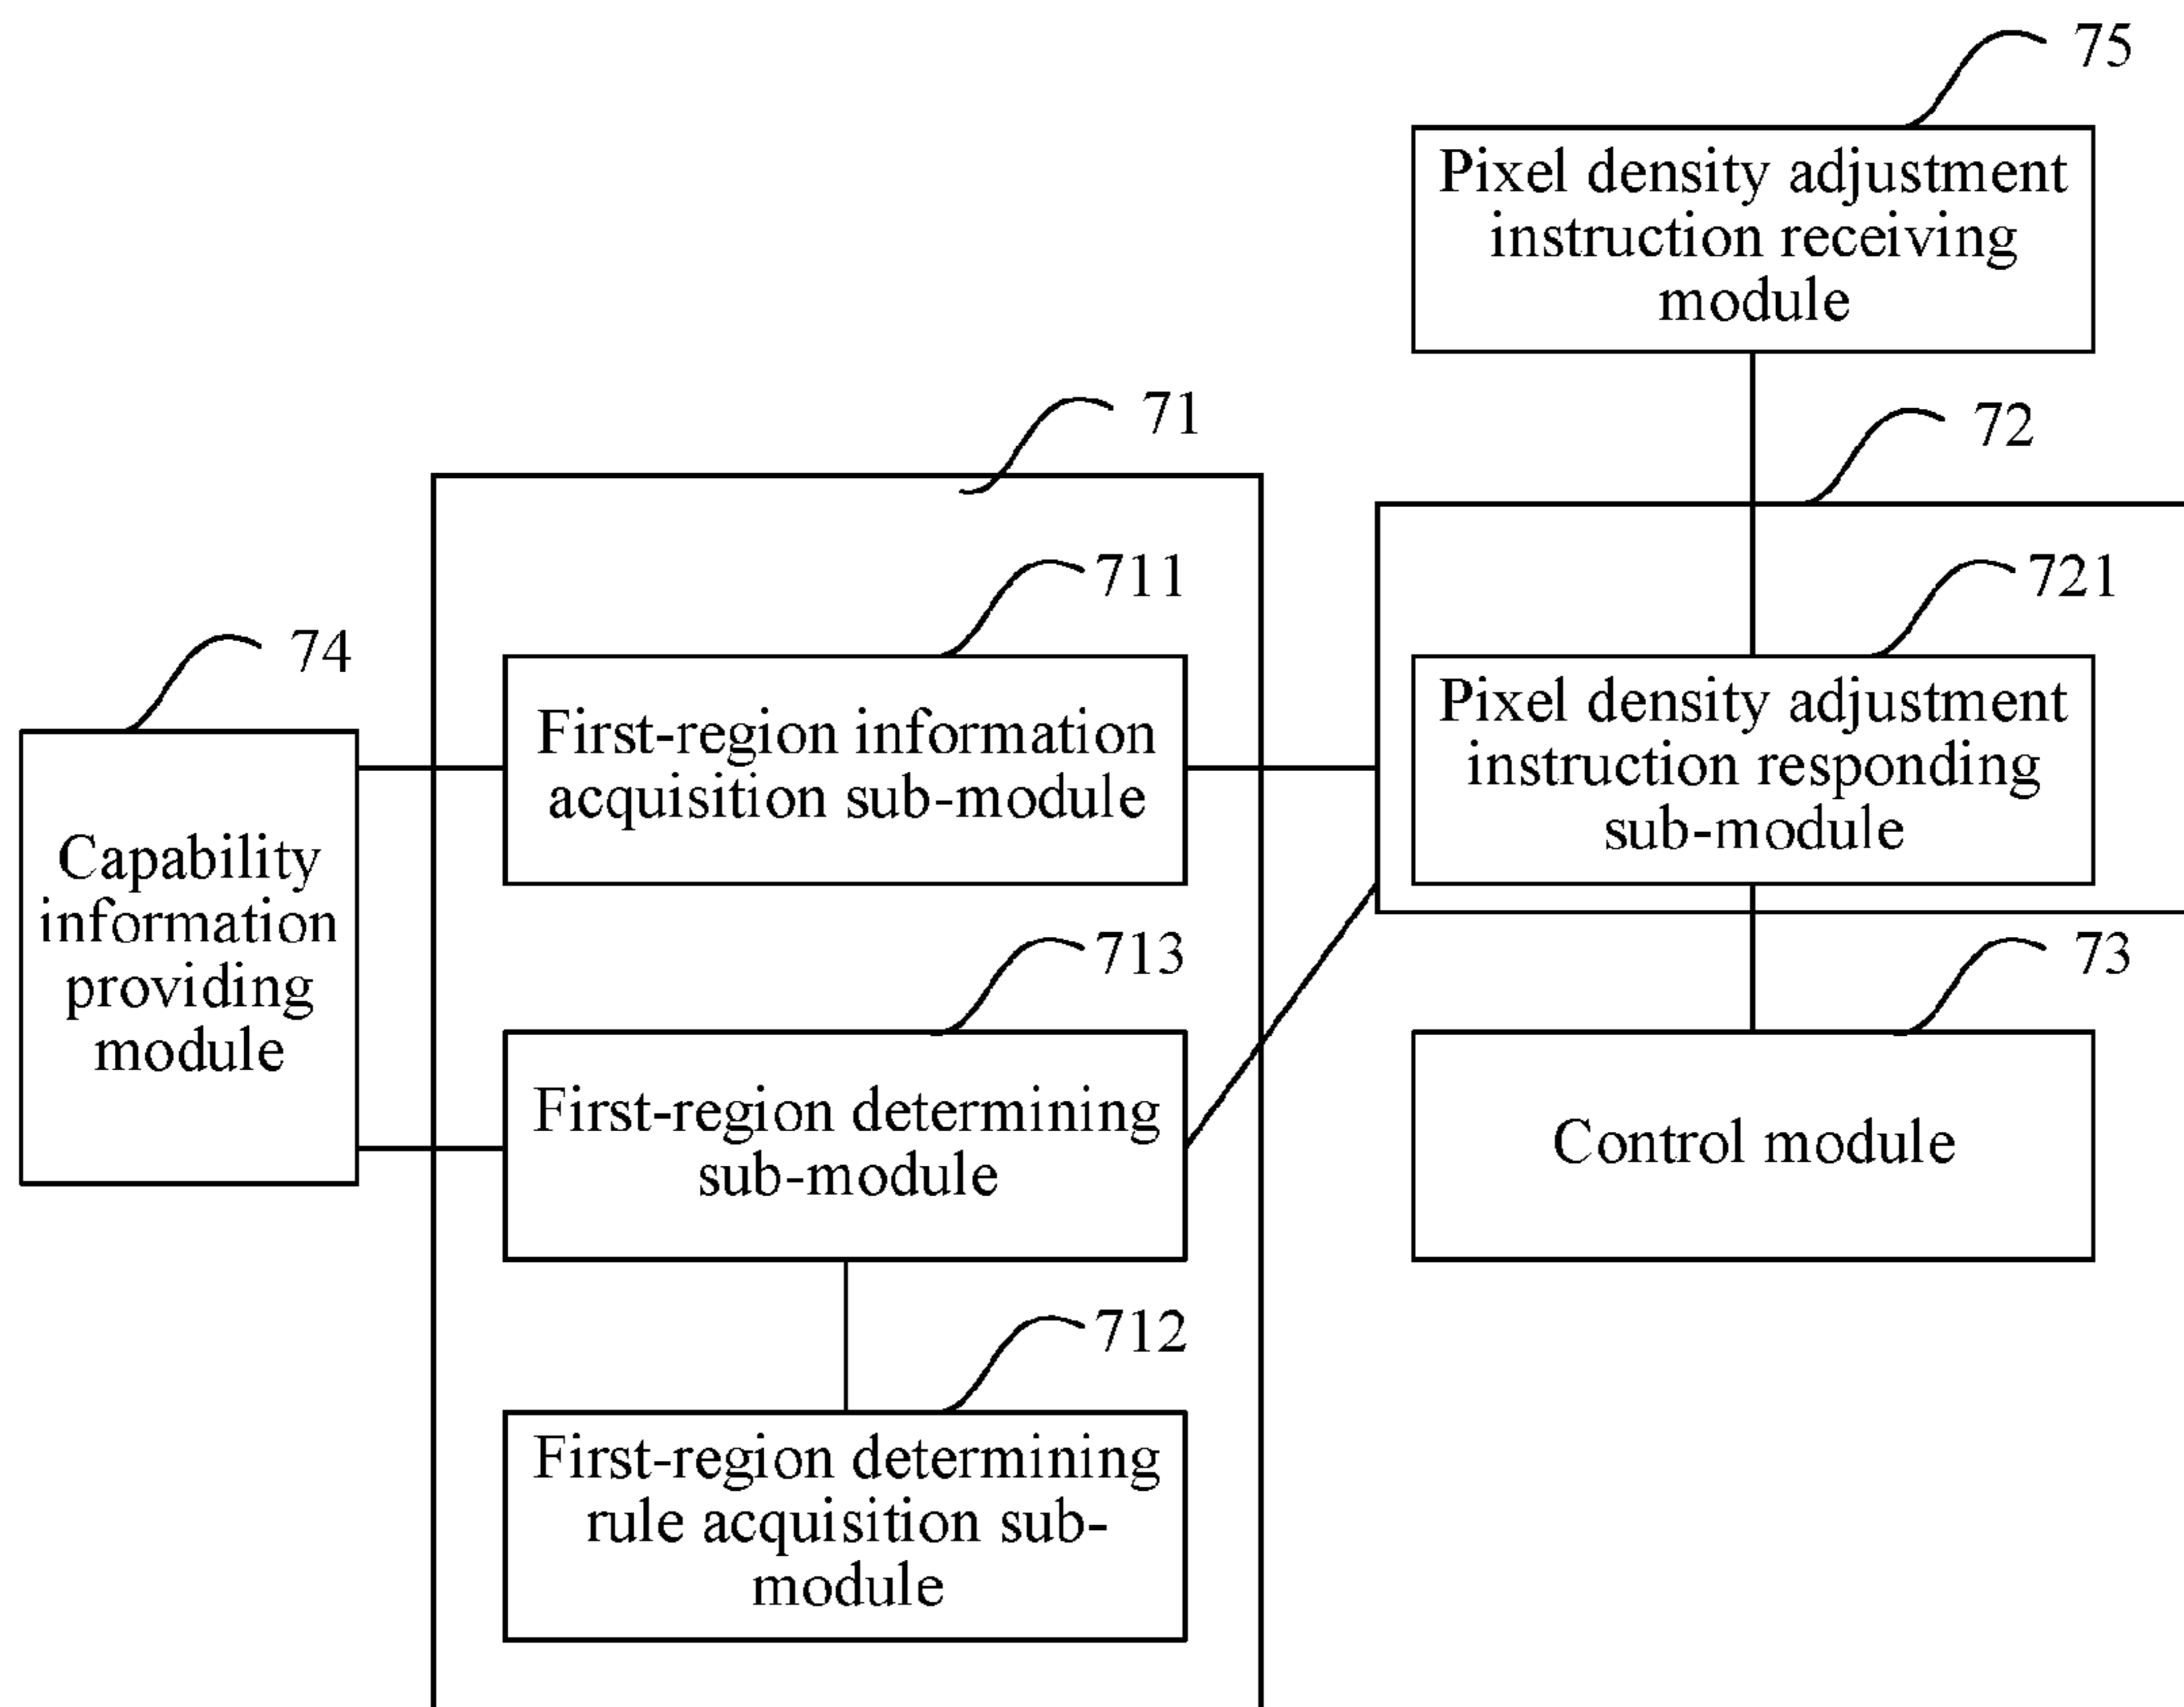 75
Pixel density adjustment
instruction receiving
module
71
72
711
721
74
First-region information
acquisition sub-module
Pixel density adjustment
instruction responding
sub-module
Capability
information
providing
module
713
73
First-region determining
sub-module
Control module
712
First-region determining
rule acquisition sub-
module